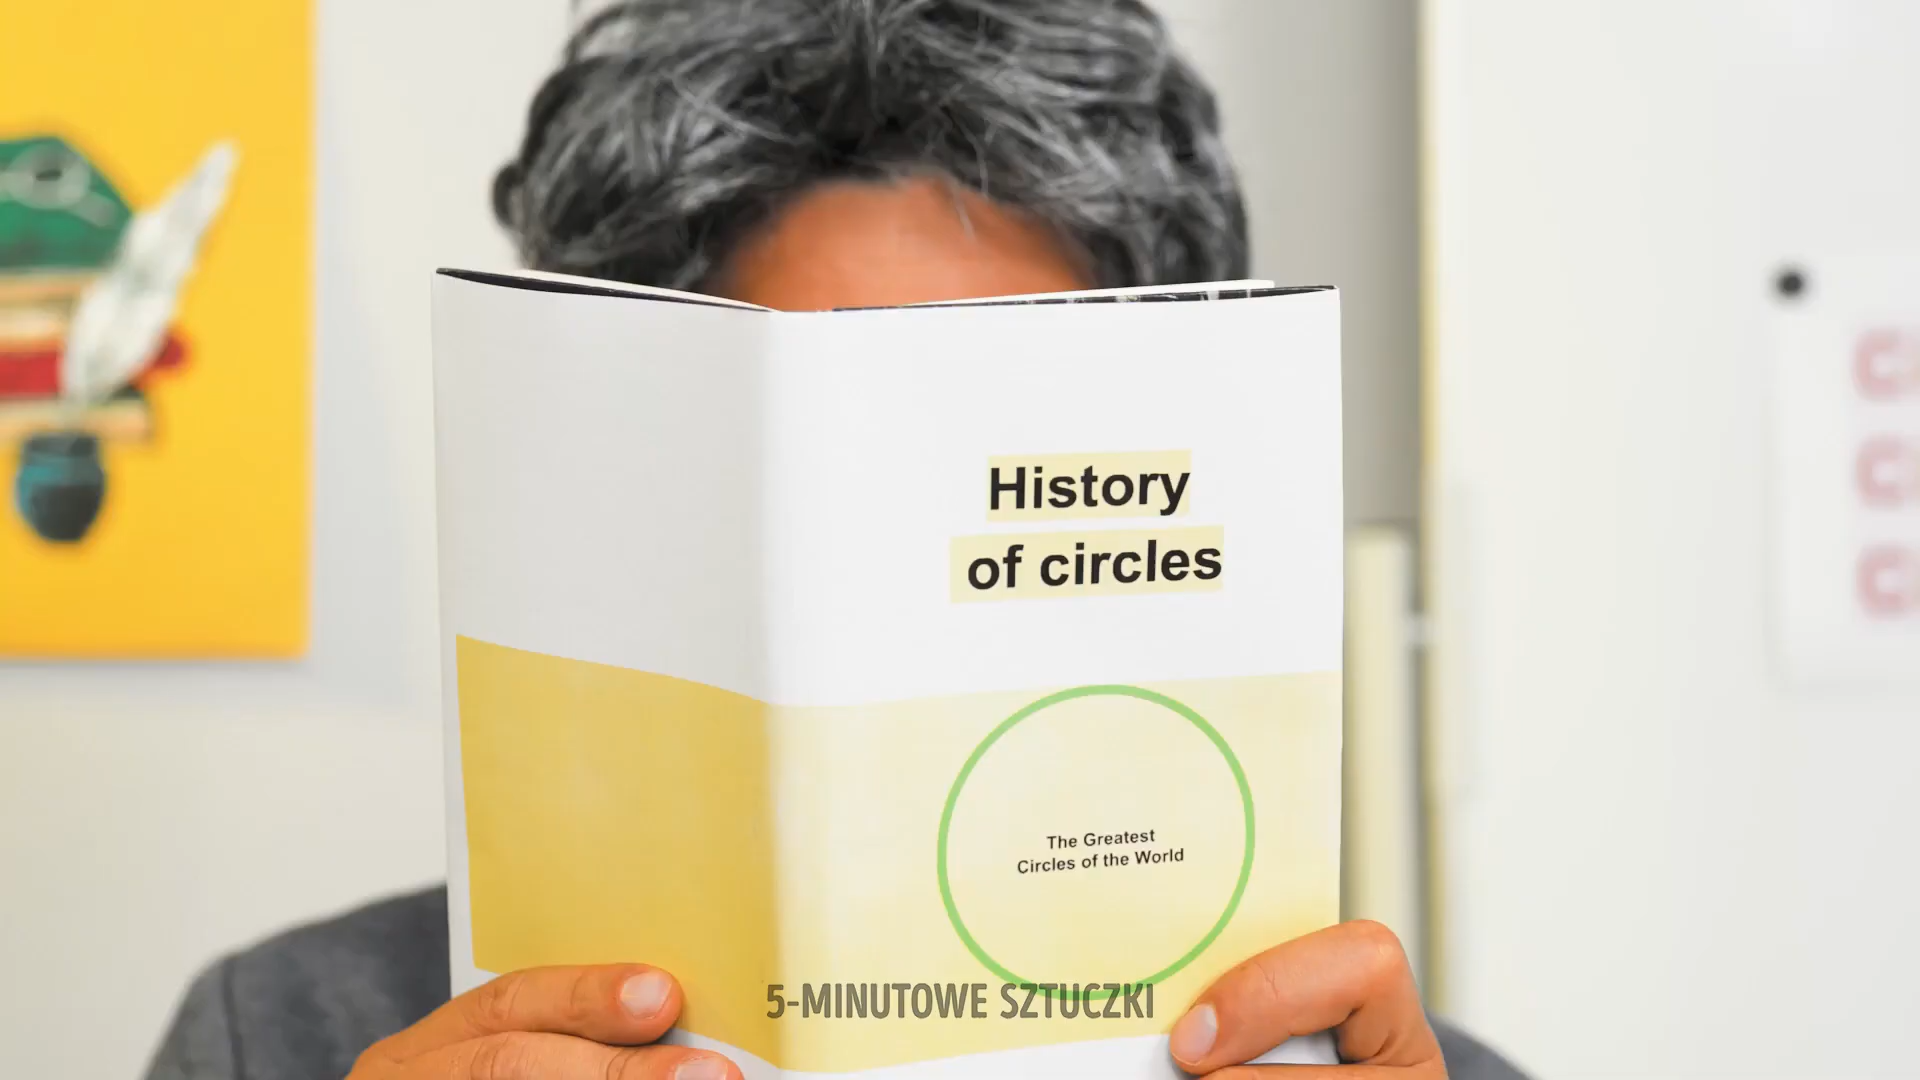 History
of circles
The Greatest
Circles of the World
5-MINUTOWE SZTUCZKI